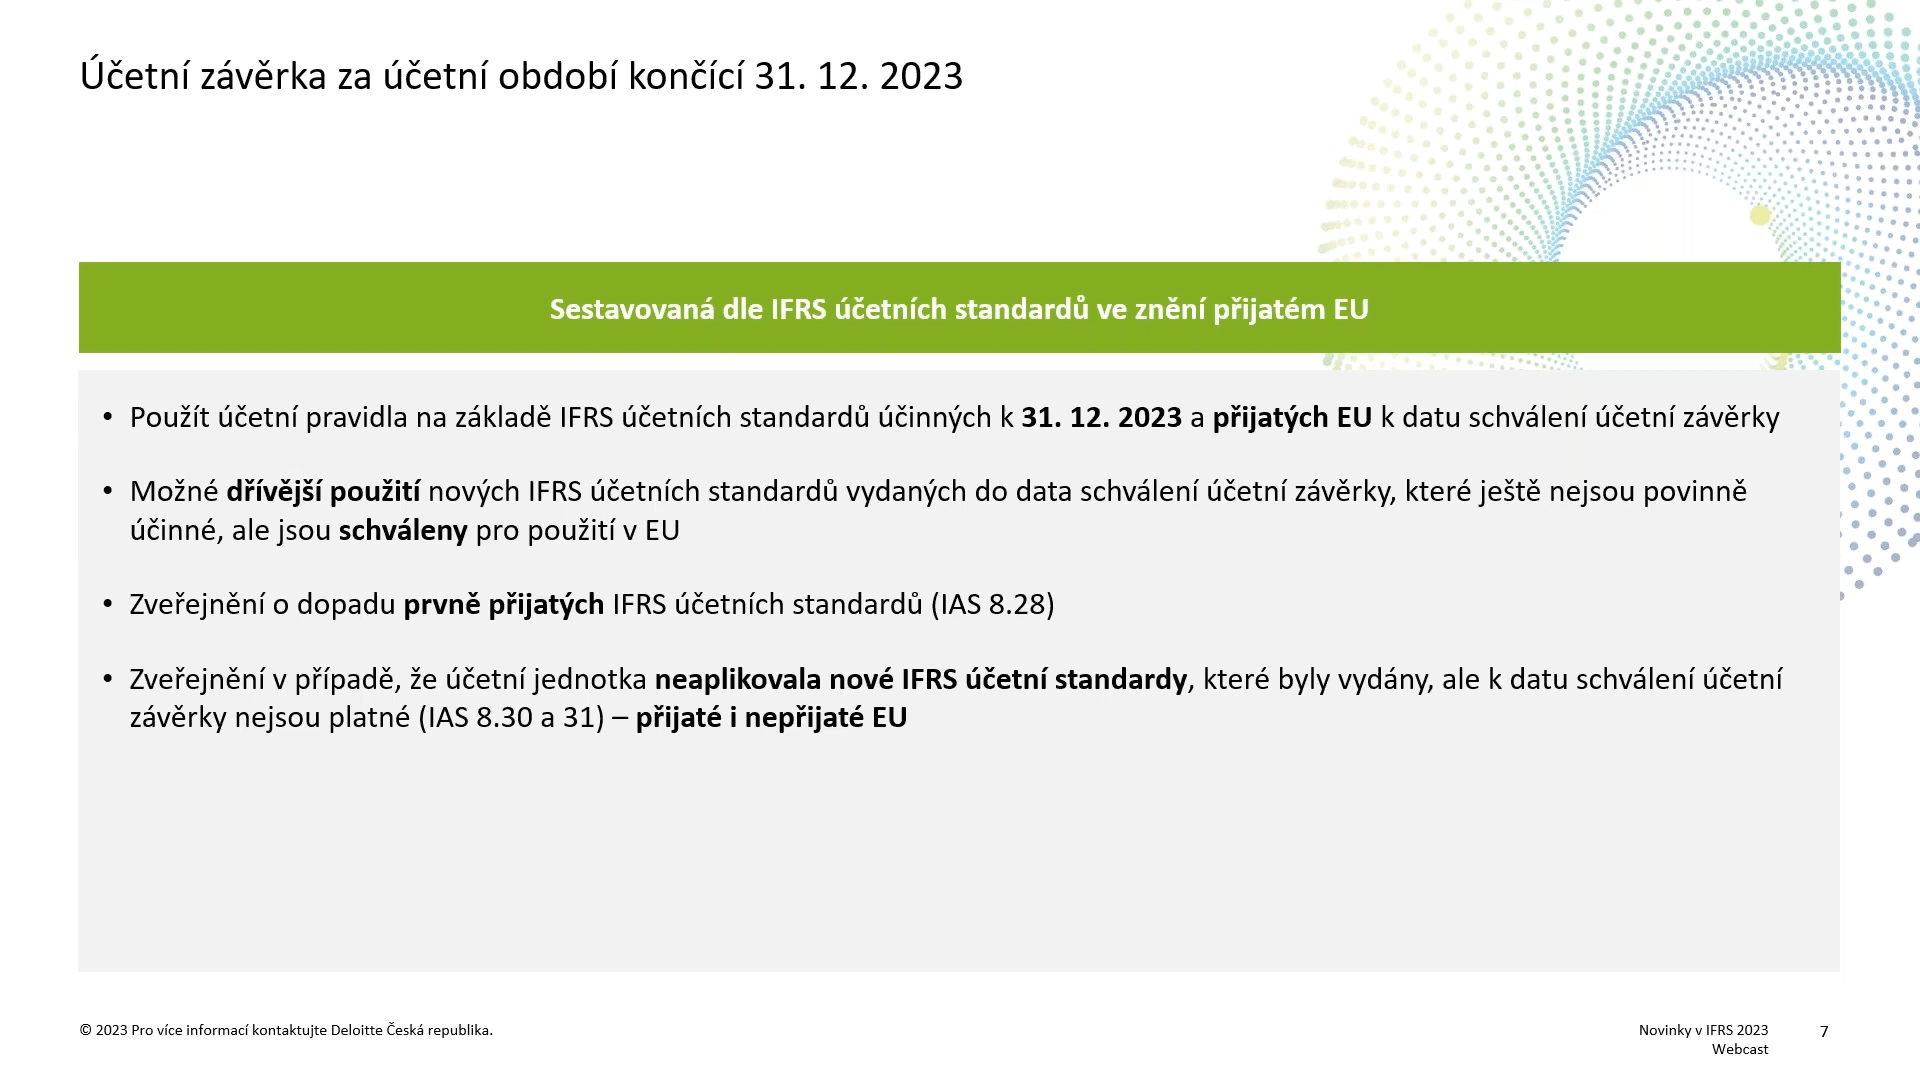 Účetní závěrka za účetní období končící 31. 12. 2023
Sestavovaná dle IFRS účetních standardů ve znění přijatém EU
• Použít účetní pravidla na základě IFRS účetních standardů účinných k 31. 12. 2023 a přijatých EU k datu schválení účetní závěrky
• Možné dřívější použití nových IFRS účetních standardů vydaných do data schválení účetní závěrky, které ještě nejsou povinně
účinné, ale jsou schváleny pro použití v EU
• Zveřejnění o dopadu prvně přijatých IFRS účetních standardů (IAS 8.28)
• Zveřejnění v případě, že účetní jednotka neaplikovala nové IFRS účetní standardy, které byly vydány, ale k datu schválení účetní
závěrky nejsou platné (IAS 8.30 a 31) – přijaté i nepřijaté EU
© 2023 Pro více informací kontaktujte Deloitte Česká republika.
Novinky v IFRS 2023
Webcast
7